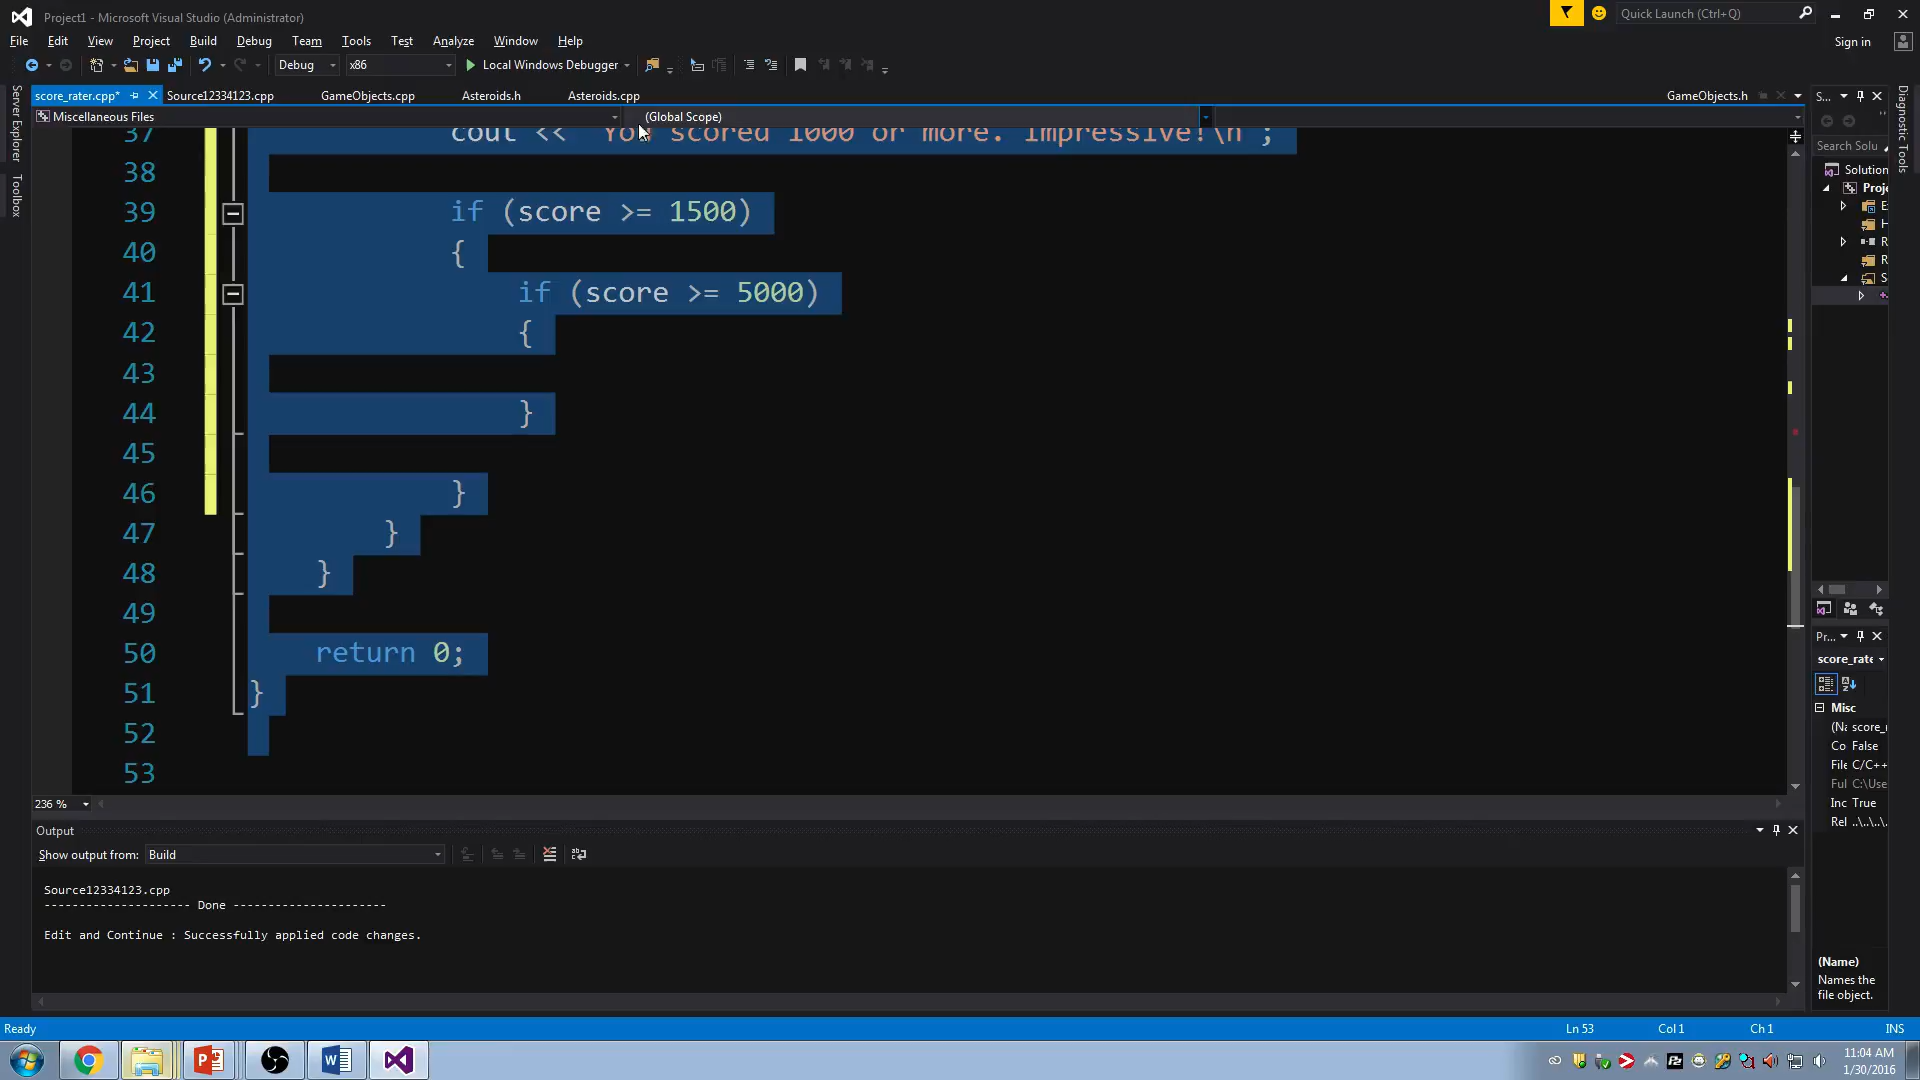 Project1 - Microsoft Visual Studio (Administrator)
Quick Launch (Ctrl+Q)
File Edit View Project Build Debug Team Tools Test Analyze Window Help
Sign in
Debug x86 Local Windows Debugger
score_rater.cpp* Source12334123.cpp GameObjects.cpp Asteroids.h Asteroids.cpp GameObjects.h
Miscellaneous Files (Global Scope)
Server Explorer
Toolbox
37 cout << "You scored 1000 or more. Impressive!\n";
38
39 if (score >= 1500)
40 {
41 if (score >= 5000)
42 {
43
44 }
45
46 }
47 }
48 }
49
50 return 0;
51 }
52
53
236 %
Output
Show output from: Build
Source12334123.cpp
--------------------- Done ----------------------
Edit and Continue : Successfully applied code changes.
S...
Search Solu
Solution
Proje
E
H
R
R
S
Diagnostic Tools
Pr...
score_rate
Misc
(Na score_r
Co False
File C/C++
Ful C:\Use
Inc True
Rel ..\..\..\.
(Name)
Names the
file object.
Ready Ln 53 Col 1 Ch 1 INS
11:04 AM
1/30/2016